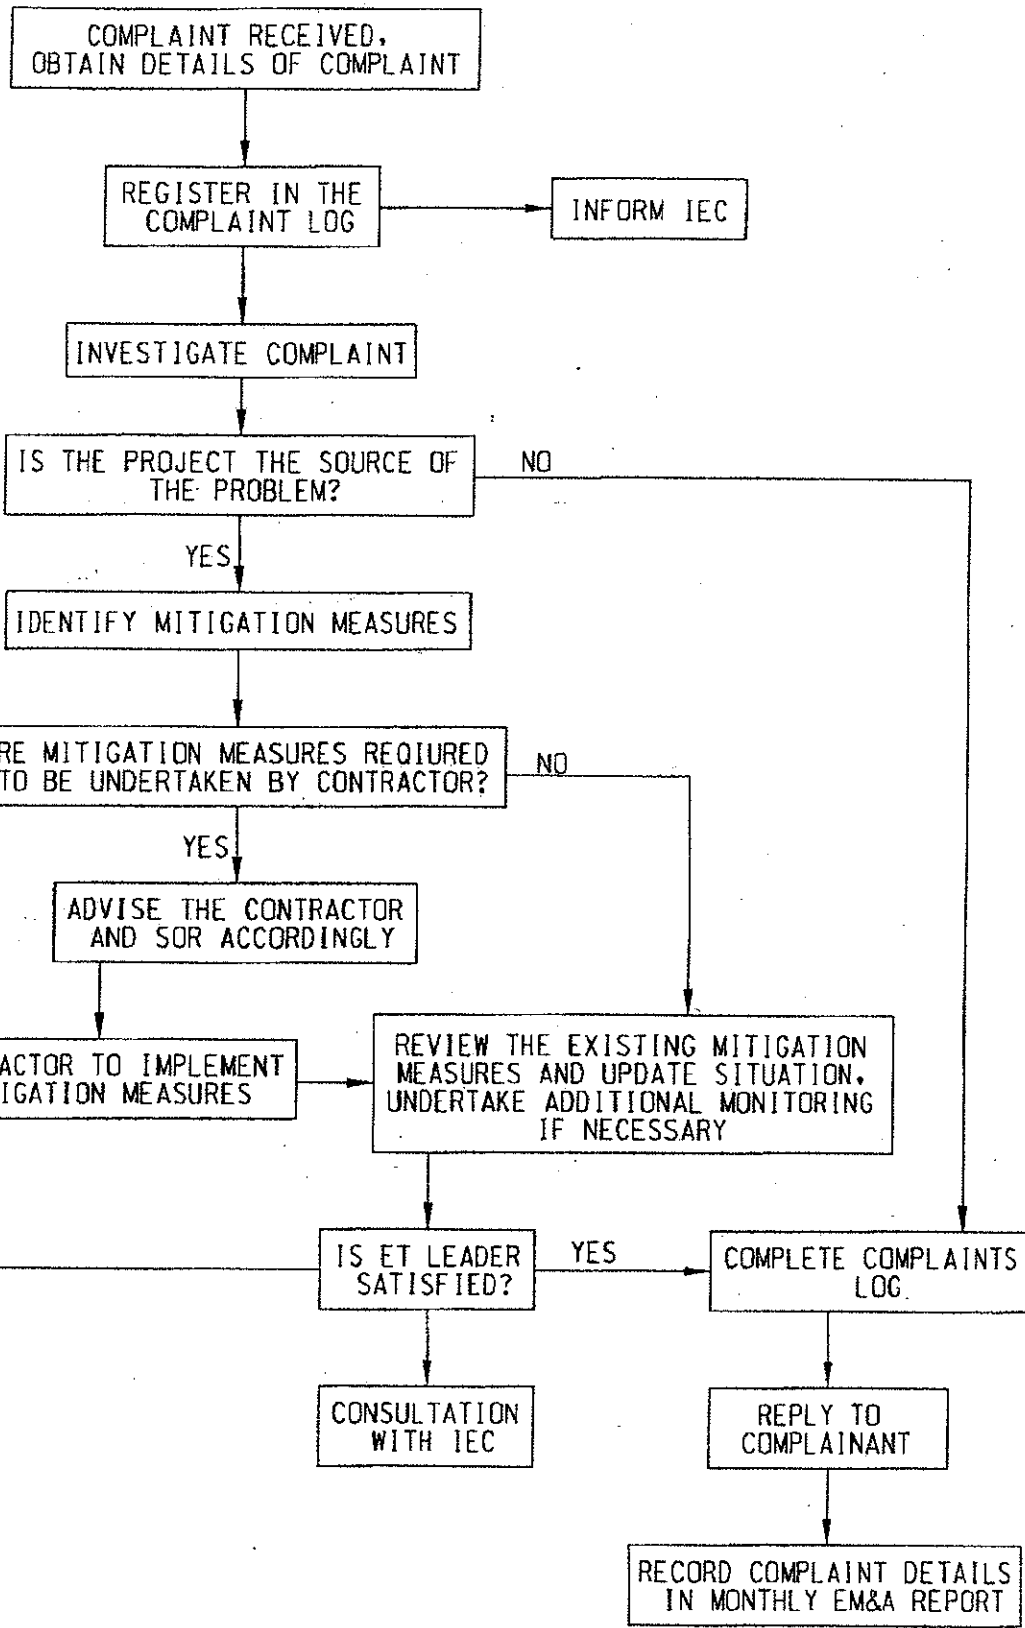 COMPLAINT RECEIVED,
OBTAIN DETAILS OF COMPLAINT
REGISTER IN THE
COMPLAINT LOG
INFORM IEC
INVESTIGATE COMPLAINT
IS THE PROJECT THE SOURCE OF
THE PROBLEM?
NO
YES
IDENTIFY MITIGATION MEASURES
RE MITIGATION MEASURES REQIURED
TO BE UNDERTAKEN BY CONTRACTOR?
NO
YES
ADVISE THE CONTRACTOR
AND SOR ACCORDINGLY
ACTOR TO IMPLEMENT
IGATION MEASURES
REVIEW THE EXISTING MITIGATION
MEASURES AND UPDATE SITUATION.
UNDERTAKE ADDITIONAL MONITORING
IF NECESSARY
IS ET LEADER
SATISFIED?
YES
COMPLETE COMPLAINTS
LOG
CONSULTATION
WITH IEC
REPLY TO
COMPLAINANT
RECORD COMPLAINT DETAILS
IN MONTHLY EM&A REPORT